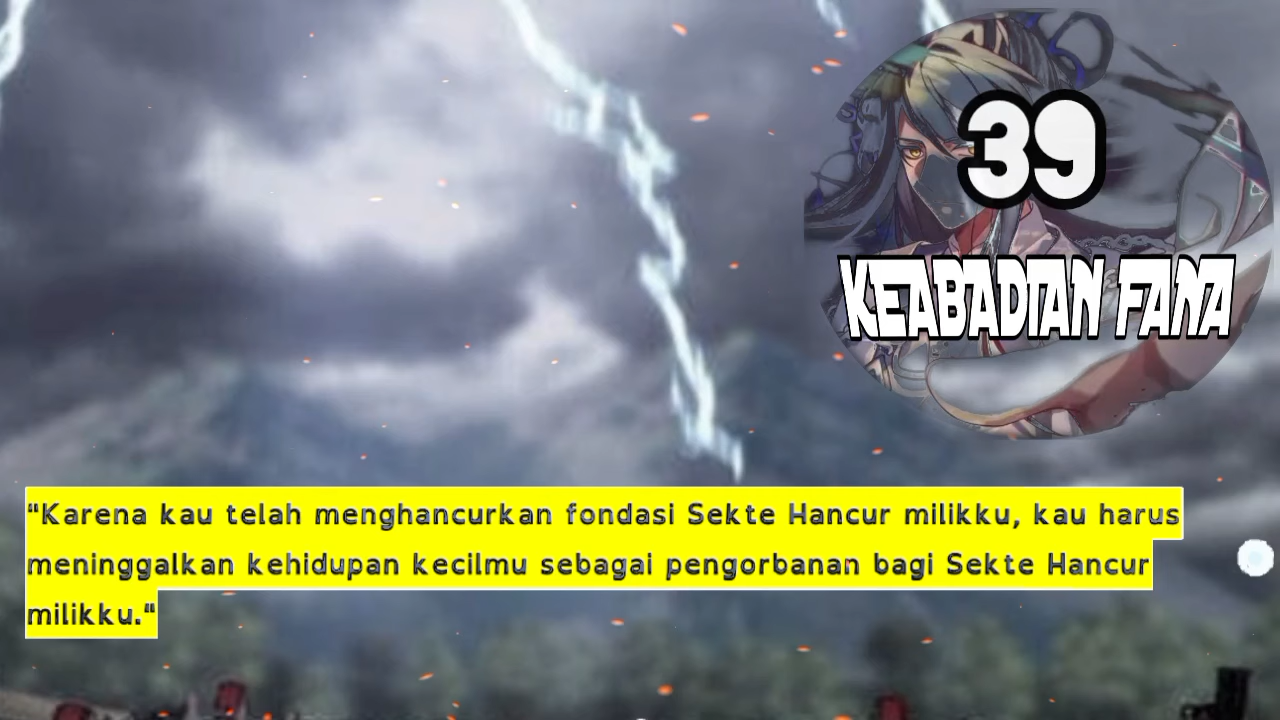 39
KEABADIAN FANA
"Karena kau telah menghancurkan fondasi Sekte Hancur milikku, kau harus
meninggalkan kehidupan kecilmu sebagai pengorbanan bagi Sekte Hancur
milikku."